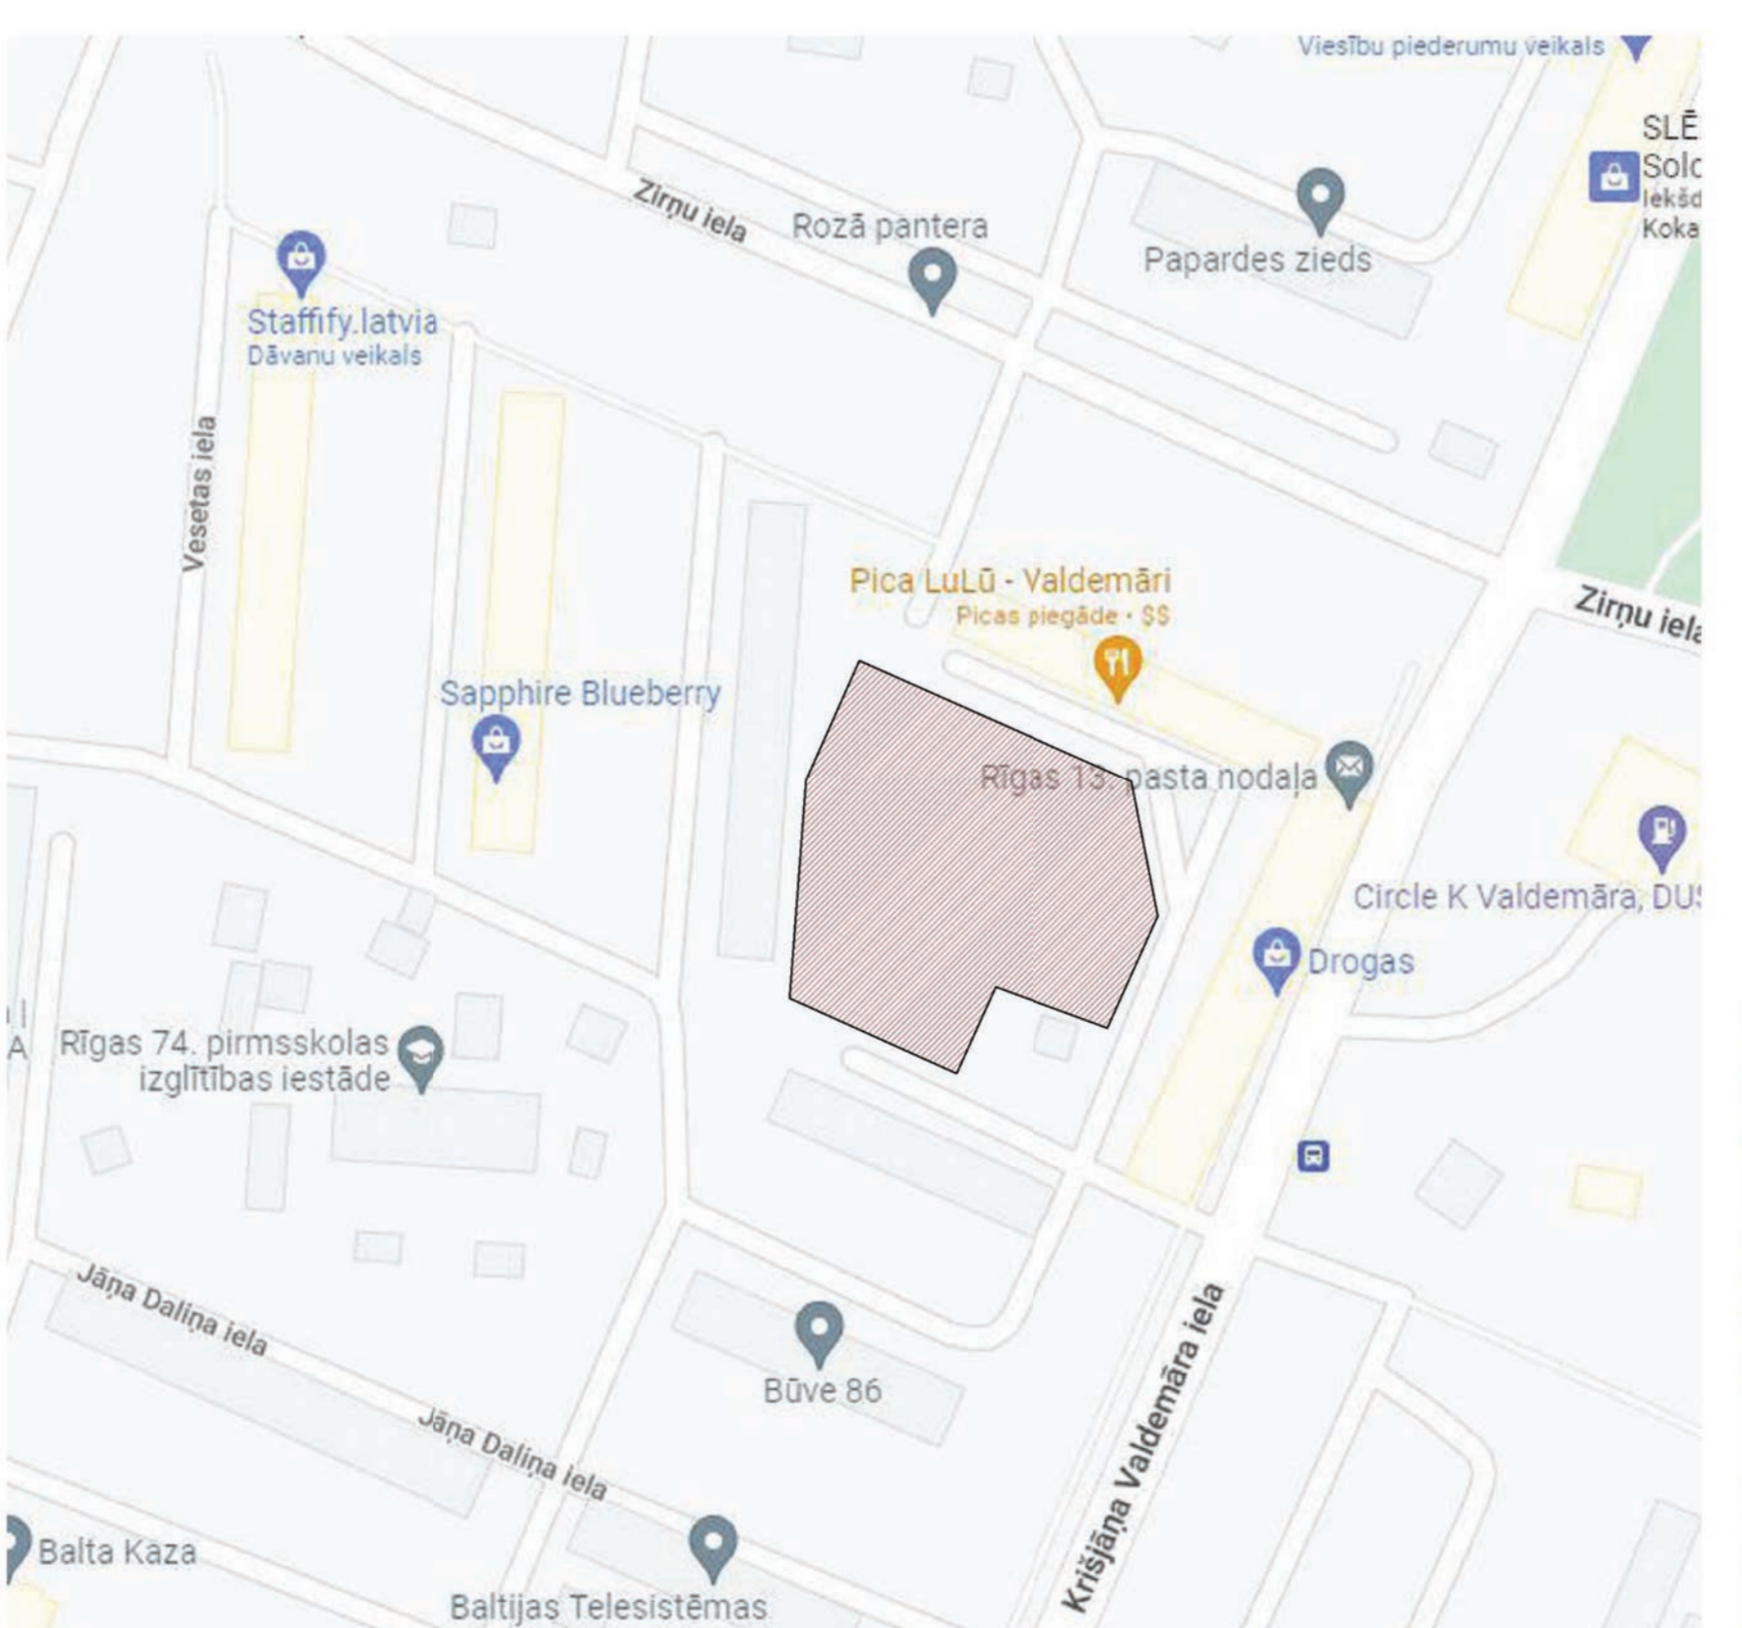 Viesību piederumu veikals
SLĒ
Solo
Iekšd
Koka
Zirņu iela
Rozā pantera
Papardes zieds
Staffify.latvia
Dāvanu veikals
Vesetas iela
Pica LuLū - Valdemāri
Picas piegāde · $$
Zirņu iela
Sapphire Blueberry
Rīgas 13. pasta nodaļa
Circle K Valdemāra, DUS
Drogas
A
Rīgas 74. pirmsskolas
izglītības iestāde
Jāņa Daliņa iela
Būve 86
Krišjāņa Valdemāra iela
Jāņa Daliņa iela
Balta Kaza
Baltijas Telesistēmas